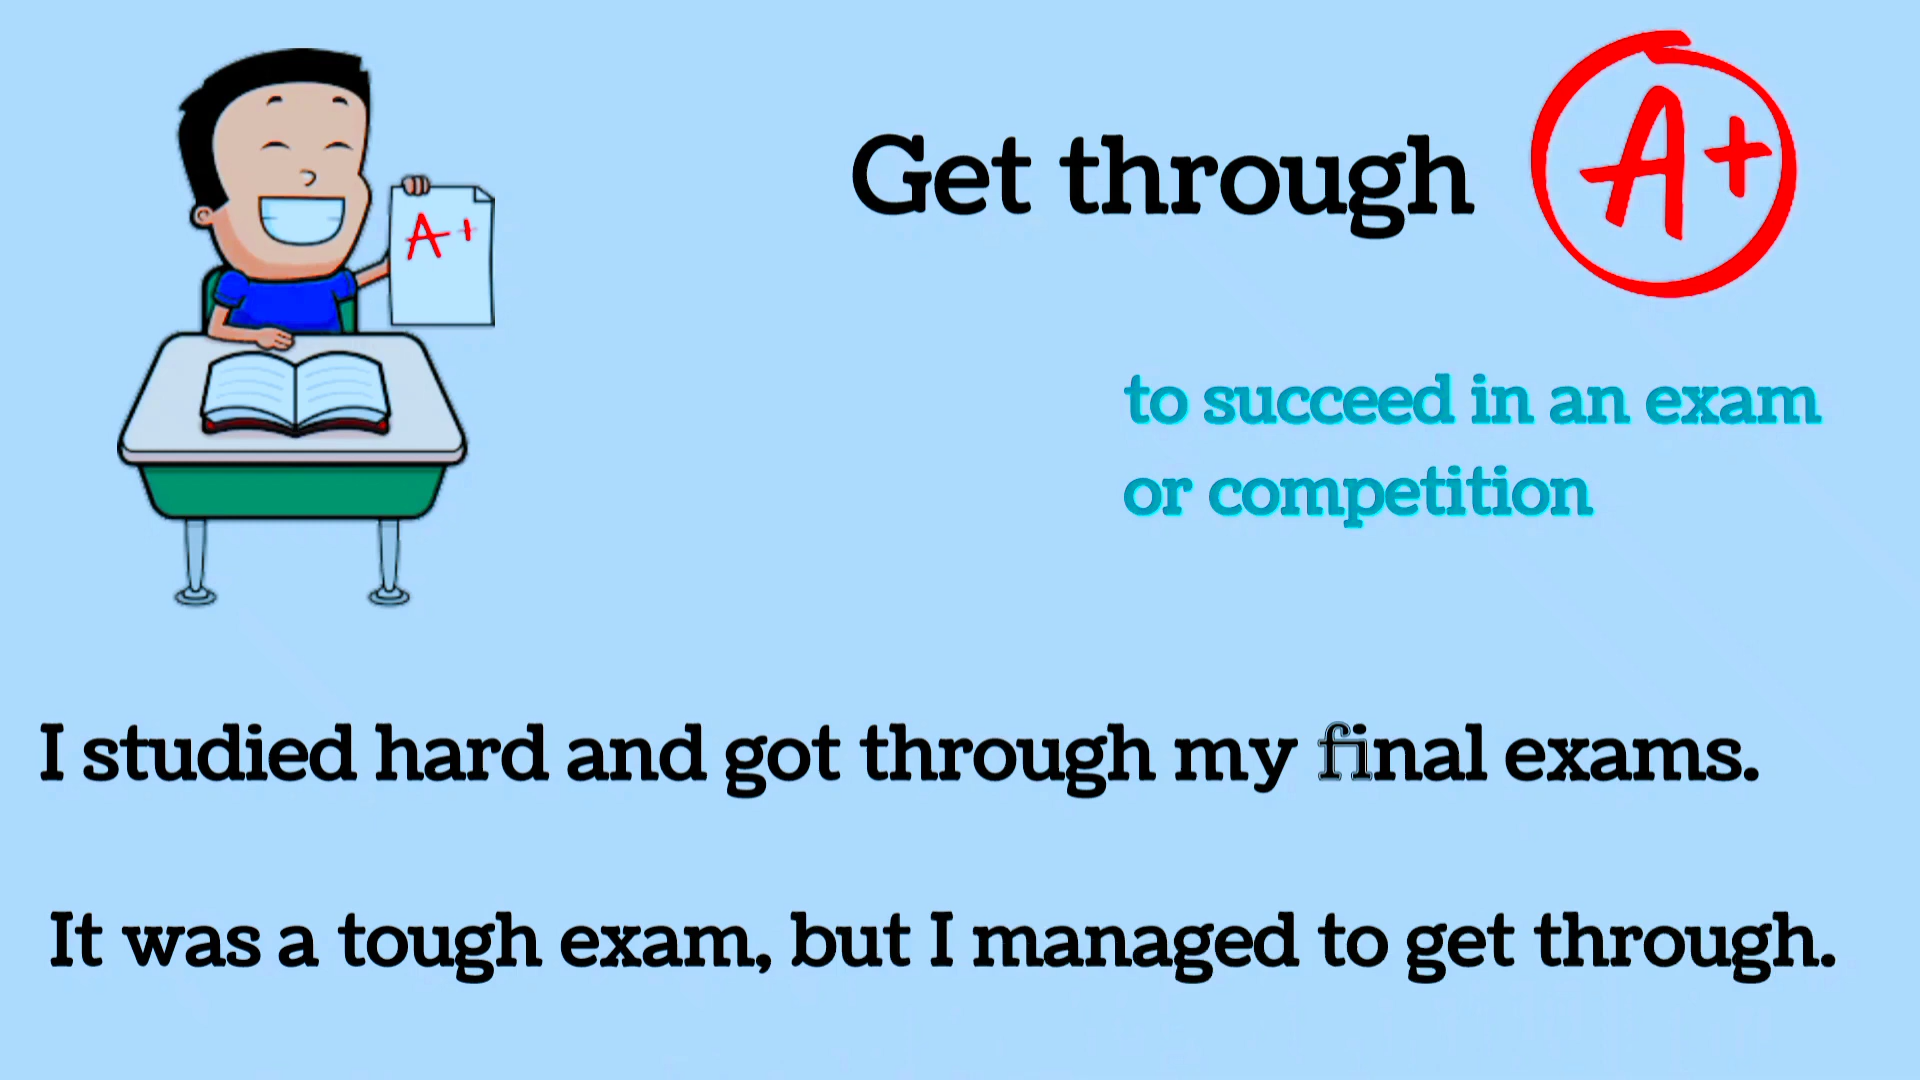 A+
Get through
A+
to succeed in an exam
or competition
I studied hard and got through my final exams.
It was a tough exam, but I managed to get through.